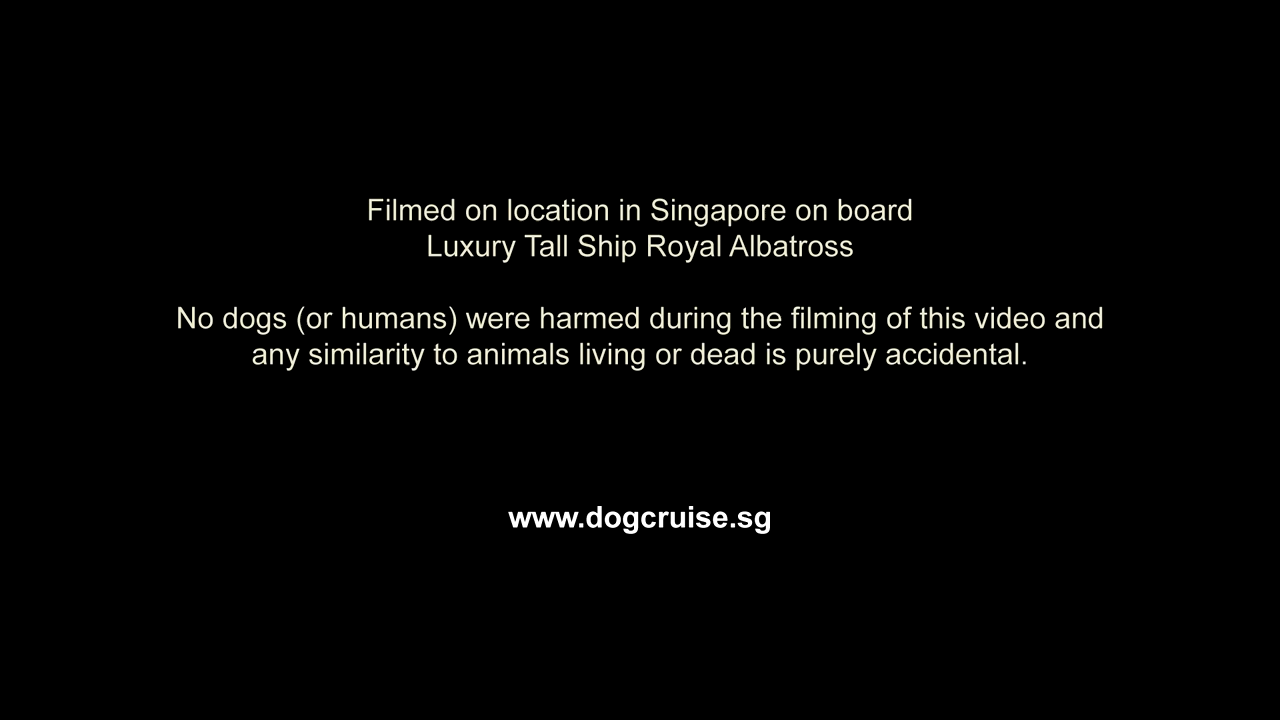 Filmed on location in Singapore on board
Luxury Tall Ship Royal Albatross
No dogs (or humans) were harmed during the filming of this video and
any similarity to animals living or dead is purely accidental.
www.dogcruise.sg